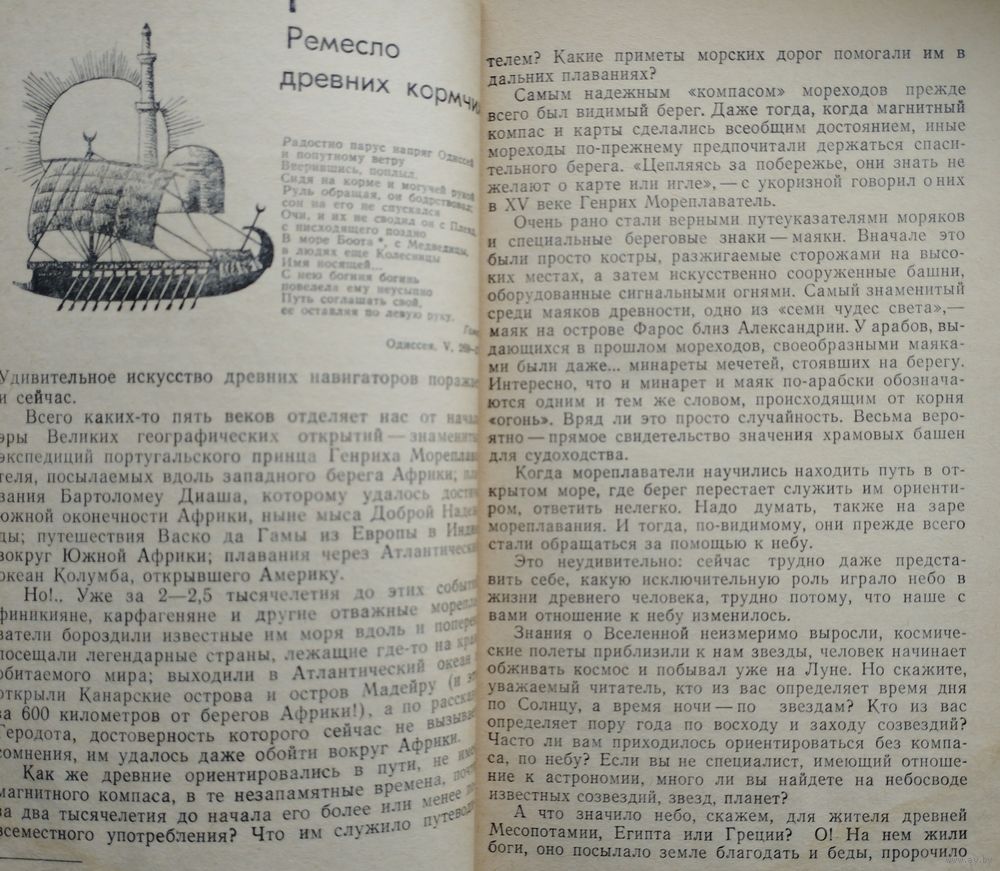 Ремесло
древних кормчи
Радостно парус напряг Одиссей
и попутному ветру
Вверившись, поплыл.
Сидя на корме и могучей рукой
Руль обращая, он бодрствовал;
сон на его не спускался
Очи, и их не сводил он с Плеяд,
с нисходящего поздно
В море Боота*, с Медведицы,
в людях еще Колесницы
Имя носящей...
С нею богиня богинь
повелела ему неусыпно
Путь соглашать свой,
ее оставляя по левую руку.
Одиссея, V,
Удивительное искусство древних навигаторов поража
и сейчас.
Всего каких-то пять веков отделяет нас от начал
эры Великих географических открытий — знамениты
экспедиций португальского принца Генриха Морепла
теля, посылаемых вдоль западного берега Африки; пла
вания Бартоломеу Диаша, которому удалось дости
южной оконечности Африки, ныне мыса Доброй Надеж
ды; путешествия Васко да Гамы из Европы в Инди
вокруг Южной Африки; плавания через Атлантически
океан Колумба, открывшего Америку.
Но!.. Уже за 2—2,5 тысячелетия до этих событ
финикияне, карфагеняне и другие отважные морепла
ватели бороздили известные им моря вдоль и попере
посещали легендарные страны, лежащие где-то на кра
обитаемого мира; выходили в Атлантический океан
открыли Канарские острова и остров Мадейру (и эт
за 600 километров от берегов Африки!), а по расска
Геродота, достоверность которого сейчас не вызывае
сомнения, им удалось даже обойти вокруг Африки.
Как же древние ориентировались в пути, не име
магнитного компаса, в те незапамятные времена, почт
за два тысячелетия до начала его более или менее по
всеместного употребления? Что им служило путевод
телем? Какие приметы морских дорог помогали им в
дальних плаваниях?
Самым надежным «компасом» мореходов прежде
всего был видимый берег. Даже тогда, когда магнитный
компас и карты сделались всеобщим достоянием, иные
мореходы по-прежнему предпочитали держаться спаси-
тельного берега. «Цепляясь за побережье, они знать не
желают о карте или игле», — с укоризной говорил о них
в XV веке Генрих Мореплаватель.
Очень рано стали верными путеуказателями моряков
и специальные береговые знаки — маяки. Вначале это
были просто костры, разжигаемые сторожами на высо-
ких местах, а затем искусственно сооруженные башни,
оборудованные сигнальными огнями. Самый знаменитый
среди маяков древности, одно из «семи чудес света»,—
маяк на острове Фарос близ Александрии. У арабов, вы-
дающихся в прошлом мореходов, своеобразными маяка-
ми были даже... минареты мечетей, стоявших на берегу.
Интересно, что и минарет и маяк по-арабски обознача-
ются одним и тем же словом, происходящим от корня
«огонь». Вряд ли это просто случайность. Весьма веро-
ятно — прямое свидетельство значения храмовых башен
для судоходства.
Когда мореплаватели научились находить путь в от-
крытом море, где берег перестает служить им ориенти-
ром, ответить нелегко. Надо думать, также на заре
мореплавания. И тогда, по-видимому, они прежде всего
стали обращаться за помощью к небу.
Это неудивительно: сейчас трудно даже предста-
вить себе, какую исключительную роль играло небо в
жизни древнего человека, трудно потому, что наше с
вами отношение к небу изменилось.
Знания о Вселенной неизмеримо выросли, космиче-
ские полеты приблизили к нам звезды, человек начинает
обживать космос и побывал уже на Луне. Но скажите,
уважаемый читатель, кто из вас определяет время дня
по Солнцу, а время ночи — по звездам? Кто из вас
определяет пору года по восходу и заходу созвездий?
Часто ли вам приходилось ориентироваться без компа-
са, по небу? Если вы не специалист, имеющий отноше-
ние к астрономии, много ли вы найдете на небосводе
известных созвездий, звезд, планет?
А что значило небо, скажем, для жителя древней
Месопотамии, Египта или Греции? О! На нем жили
боги, оно посылало земле благодать и беды, пророчило